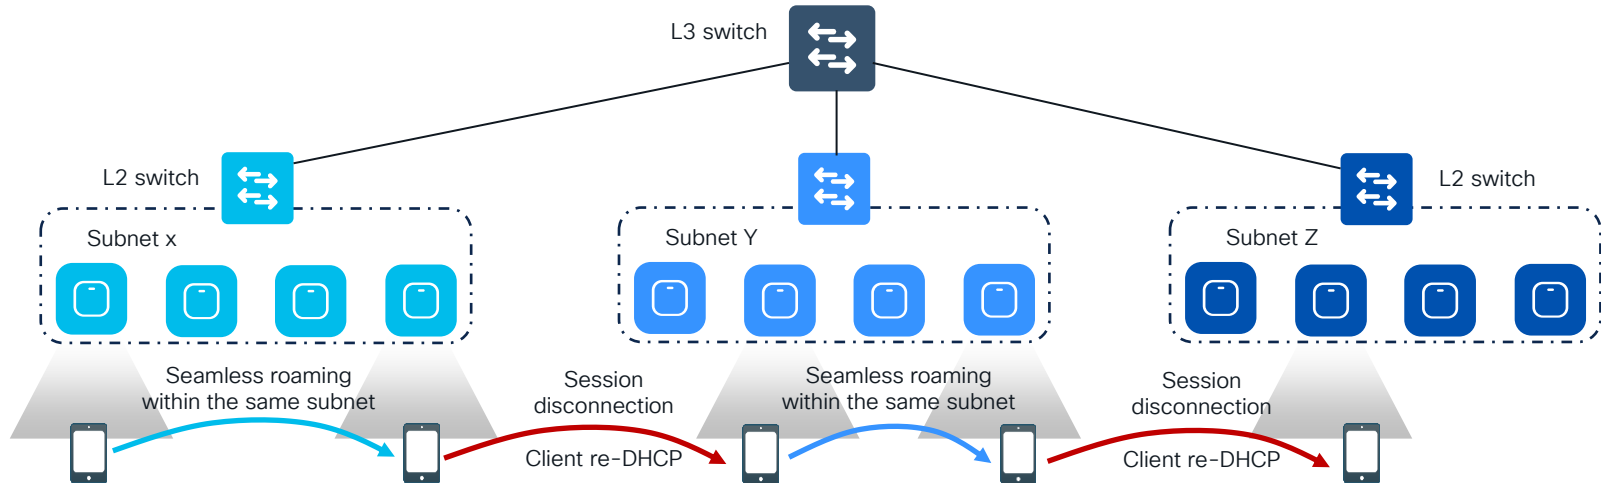 L3 switch
L2 switch
L2 switch
Subnet x
Subnet Y
Subnet Z
Seamless roaming
within the same subnet
Session
disconnection
Client re-DHCP
Seamless roaming
within the same subnet
Session
disconnection
Client re-DHCP